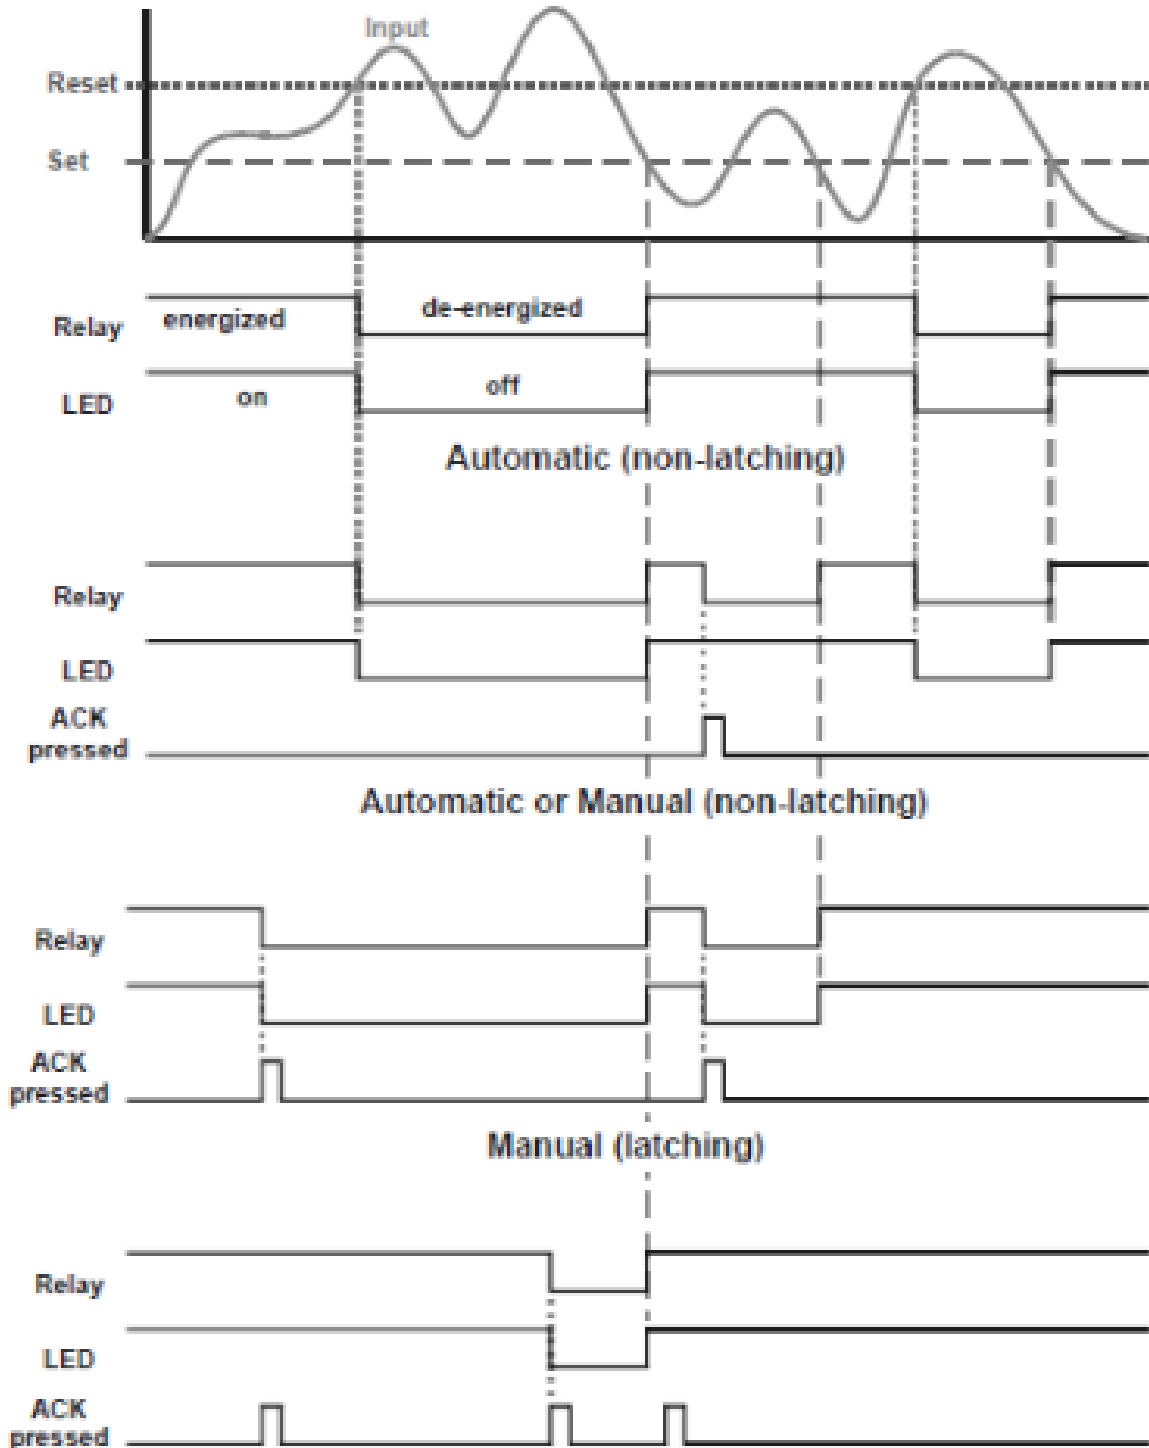 Input
Reset
Set
Relay
energized
de-energized
LED
on
off
Automatic (non-latching)
Relay
LED
ACK
pressed
Automatic or Manual (non-latching)
Relay
LED
ACK
pressed
Manual (latching)
Relay
LED
ACK
pressed